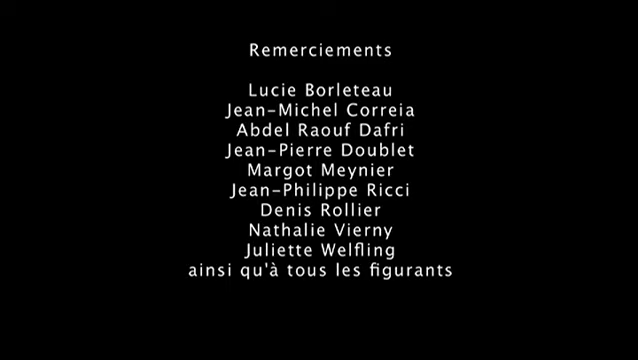 Remerciements
Lucie Borleteau
Jean-Michel Correia
Abdel Raouf Dafri
Jean-Pierre Doublet
Margot Meynier
Jean-Philippe Ricci
Denis Rollier
Nathalie Vierny
Juliette Welfling
ainsi qu'à tous les figurants